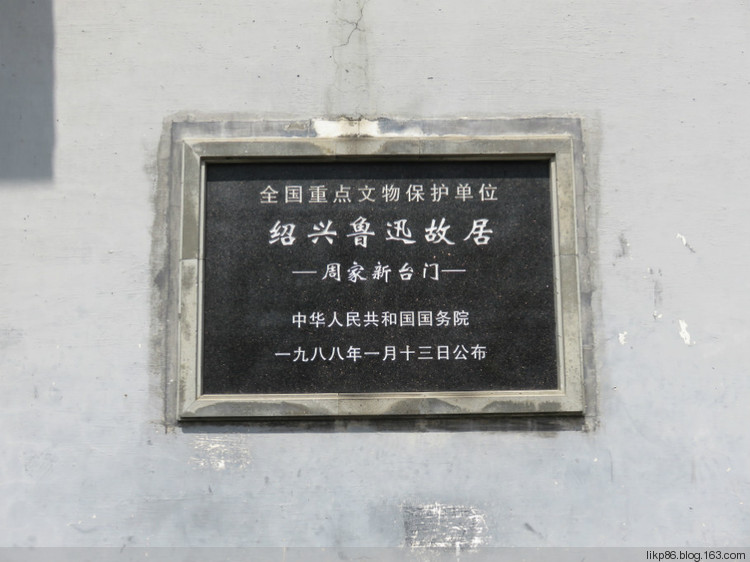 全国重点文物保护单位
绍兴鲁迅故居
—周家新台门—
中华人民共和国国务院
一九八八年一月十三日公布
likp86.blog.163.com